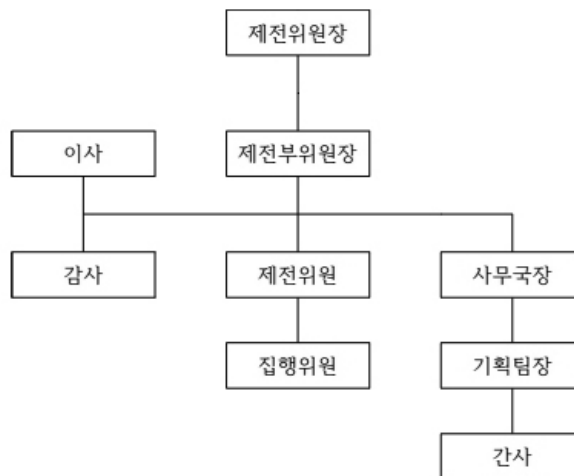 제전위원장
이사
제전부위원장
감사
제전위원
사무국장
집행위원
기획팀장
간사